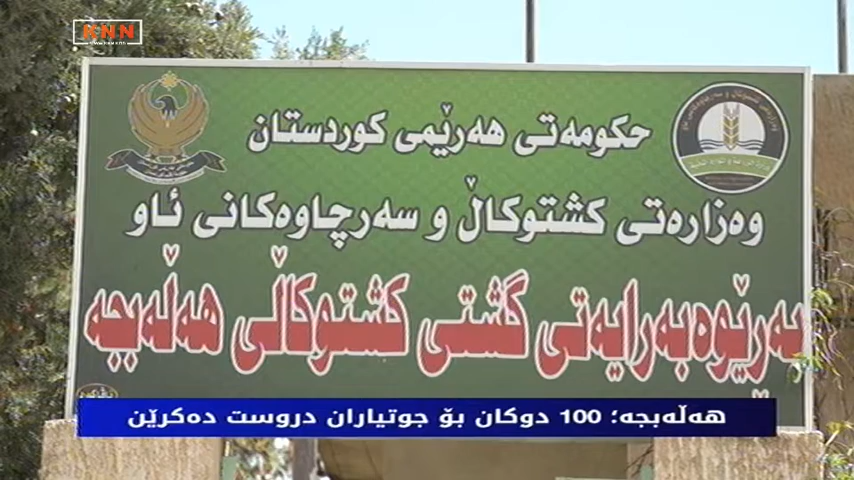 KNN
حکومەتی هەرێمی کوردستان
وەزارەتی کشتوکاڵ و سەرچاوەکانی ئاو
بەڕێوەبەرایەتی گشتی کشتوکاڵی هەڵەبجە
هەڵەبجە؛ 100 دوکان بۆ جوتیاران دروست دەکرێن